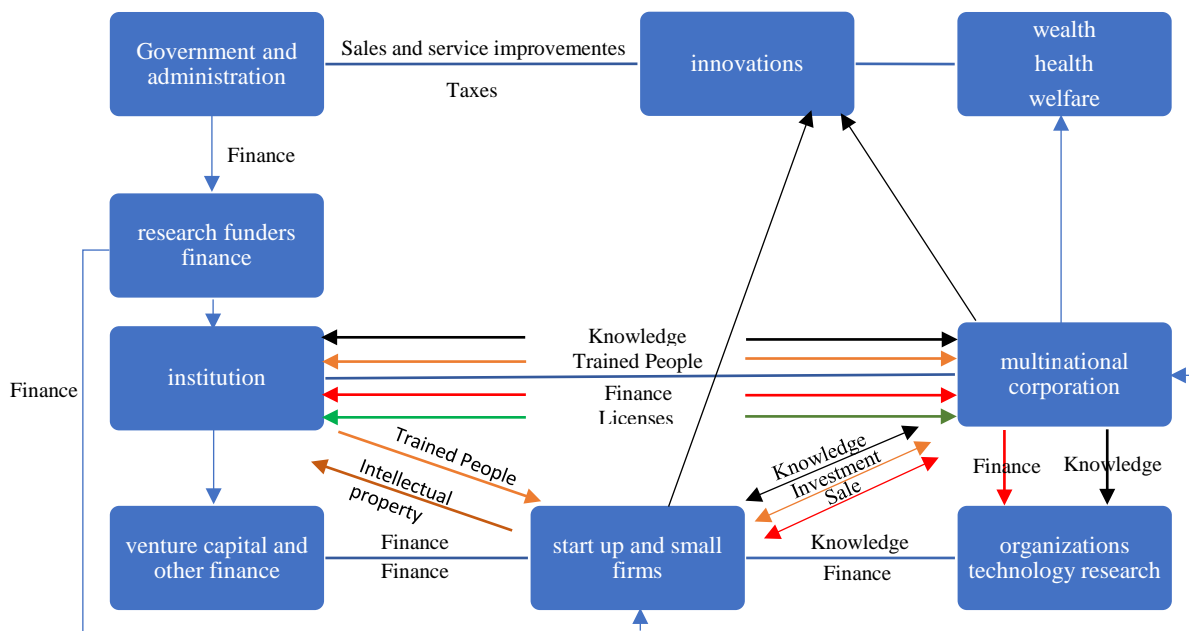 Government and
administration
Sales and service improvementes
Taxes
innovations
wealth
health
welfare
Finance
research funders
finance
Finance
institution
Knowledge
Trained People
Finance
Licenses
multinational
corporation
Trained People
Intellectual
property
Knowledge
Investment
Sale
Finance
Knowledge
venture capital and
other finance
Finance
Finance
start up and small
firms
Knowledge
Finance
organizations
technology research